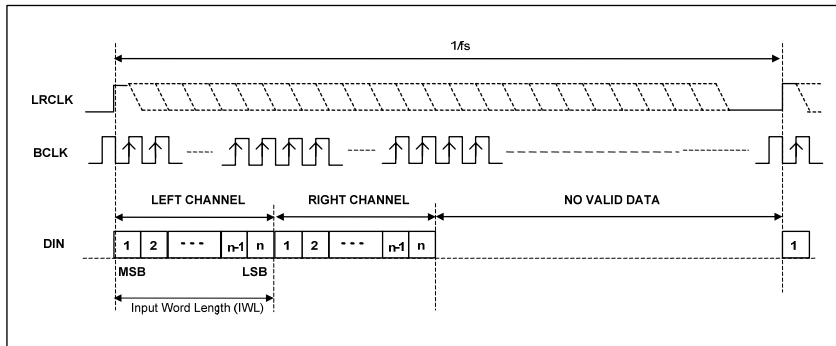 1/fs
LRCLK
BCLK
LEFT CHANNEL RIGHT CHANNEL NO VALID DATA
DIN 1 2 n-1 n 1 2 n-1 n 1
MSB LSB
Input Word Length (IWL)